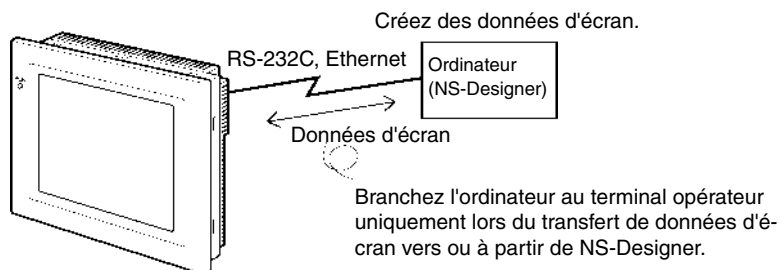 Créez des données d'écran.
RS-232C, Ethernet
Ordinateur
(NS-Designer)
Données d'écran
Branchez l'ordinateur au terminal opérateur
uniquement lors du transfert de données d'é-
cran vers ou à partir de NS-Designer.